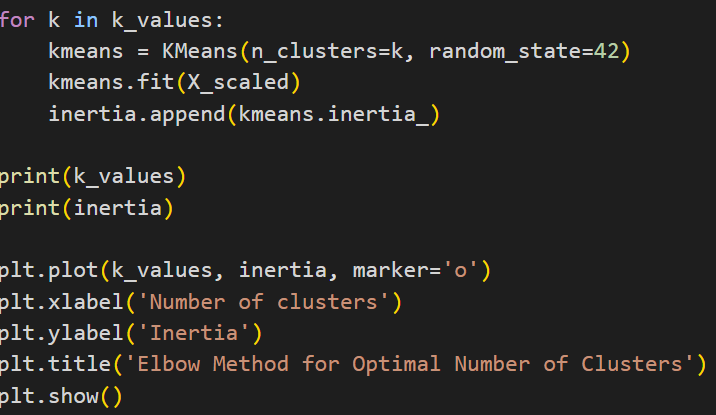 for k in k_values:
    kmeans = KMeans(n_clusters=k, random_state=42)
    kmeans.fit(X_scaled)
    inertia.append(kmeans.inertia_)

print(k_values)
print(inertia)

plt.plot(k_values, inertia, marker='o')
plt.xlabel('Number of clusters')
plt.ylabel('Inertia')
plt.title('Elbow Method for Optimal Number of Clusters')
plt.show()